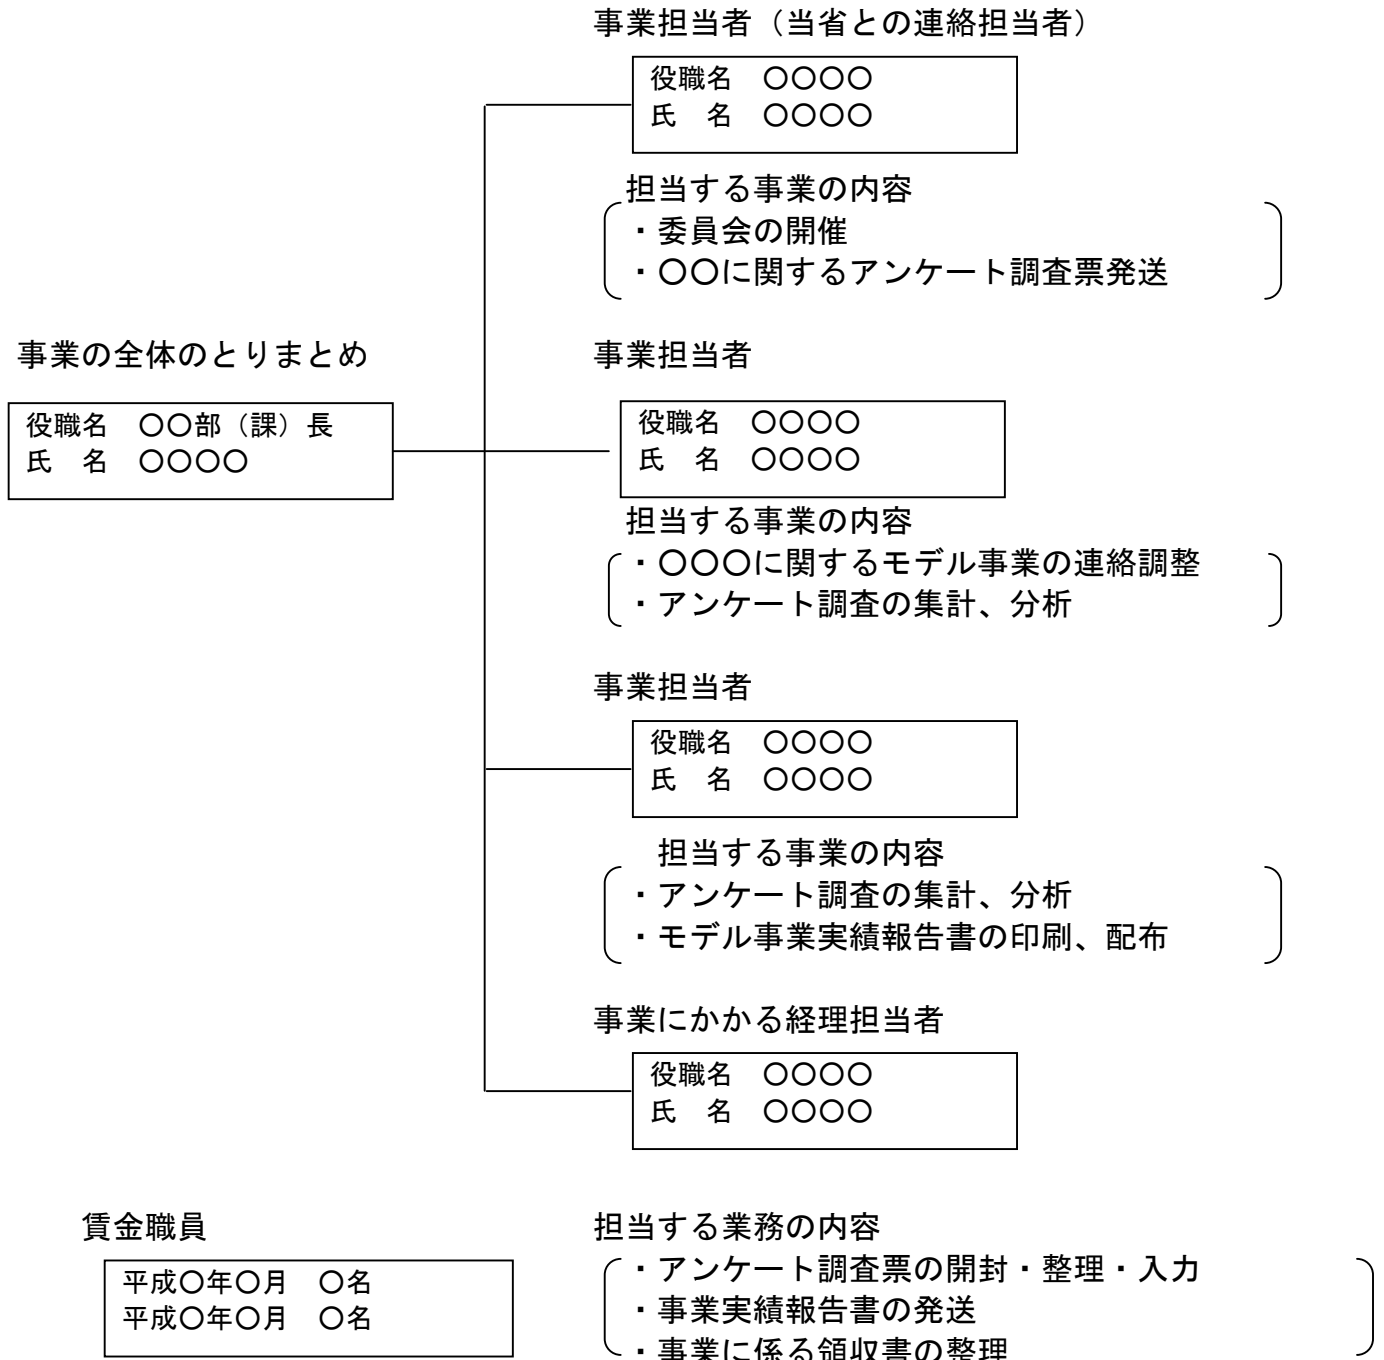 事業担当者（当省との連絡担当者）
役職名　〇〇〇〇
氏　名　〇〇〇〇
担当する事業の内容
・委員会の開催
・〇〇に関するアンケート調査票発送
事業の全体のとりまとめ
役職名　〇〇部（課）長
氏　名　〇〇〇〇
事業担当者
役職名　〇〇〇〇
氏　名　〇〇〇〇
担当する事業の内容
・〇〇〇に関するモデル事業の連絡調整
・アンケート調査の集計、分析
事業担当者
役職名　〇〇〇〇
氏　名　〇〇〇〇
担当する事業の内容
・アンケート調査の集計、分析
・モデル事業実績報告書の印刷、配布
事業にかかる経理担当者
役職名　〇〇〇〇
氏　名　〇〇〇〇
賃金職員
平成〇年〇月　〇名
平成〇年〇月　〇名
担当する業務の内容
・アンケート調査票の開封・整理・入力
・事業実績報告書の発送
・事業に係る領収書の整理